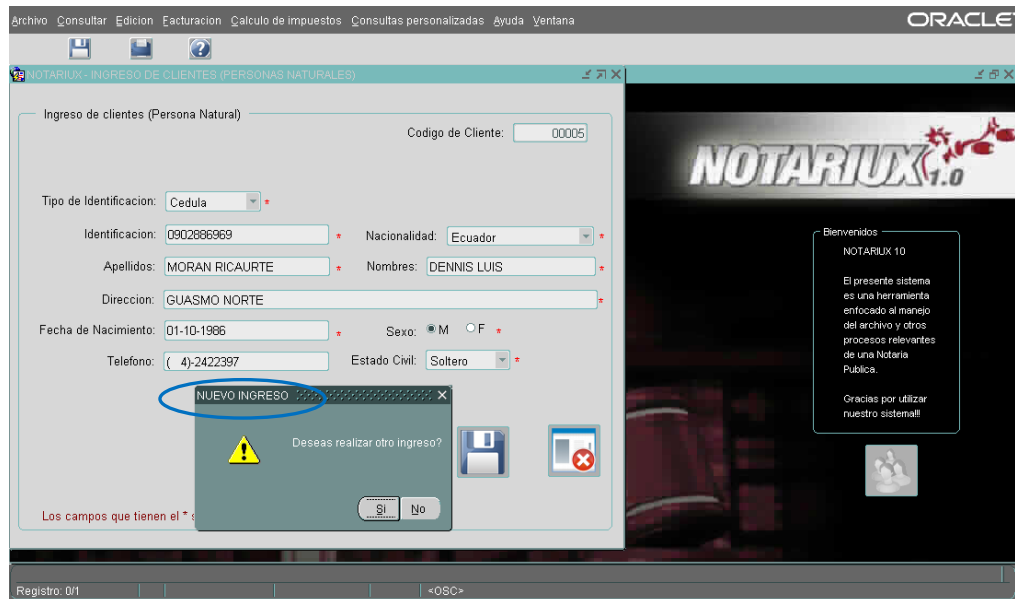 Archivo Consultar Edicion Facturacion Calculo de impuestos Consultas personalizadas Ayuda Ventana
ORACLE
NOTARIUX - INGRESO DE CLIENTES (PERSONAS NATURALES)
Ingreso de clientes (Persona Natural)
Codigo de Cliente: 00005
Tipo de Identificacion: Cedula *
Identificacion: 0902886969 * Nacionalidad: Ecuador *
Apellidos: MORAN RICAURTE * Nombres: DENNIS LUIS *
Direccion: GUASMO NORTE *
Fecha de Nacimiento: 01-10-1986 * Sexo: M F *
Telefono: ( 4)-2422397 Estado Civil: Soltero *
NUEVO INGRESO
Deseas realizar otro ingreso?
Si No
Los campos que tienen el * s
NOTARIUX 1.0
Bienvenidos
NOTARIUX 10
El presente sistema
es una herramienta
enfocado al manejo
del archivo y otros
procesos relevantes
de una Notaria
Publica.
Gracias por utilizar
nuestro sistema!!!
Registro: 0/1 <OSC>